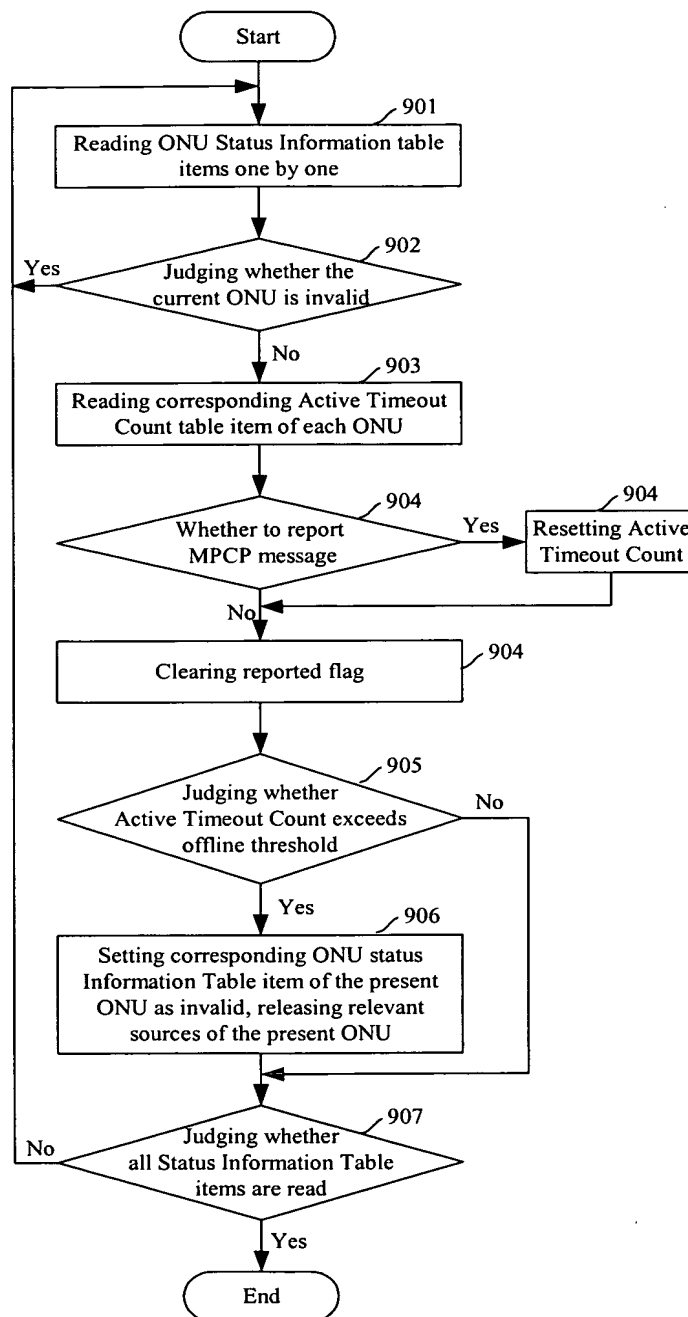 Start
901
Reading ONU Status Information table
items one by one
902
Yes
Judging whether the
current ONU is invalid
No
903
Reading corresponding Active Timeout
Count table item of each ONU
904
Whether to report
MPCP message
Yes
904
Resetting Active
Timeout Count
No
904
Clearing reported flag
905
Judging whether
Active Timeout Count exceeds
offline threshold
No
Yes
906
Setting corresponding ONU status
Information Table item of the present
ONU as invalid, releasing relevant
sources of the present ONU
907
No
Judging whether
all Status Information Table
items are read
Yes
End